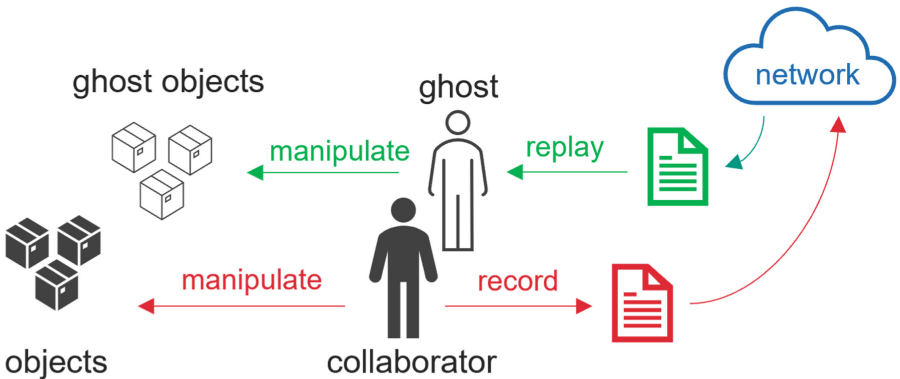 network
ghost objects
ghost
manipulate
replay
manipulate
record
objects
collaborator